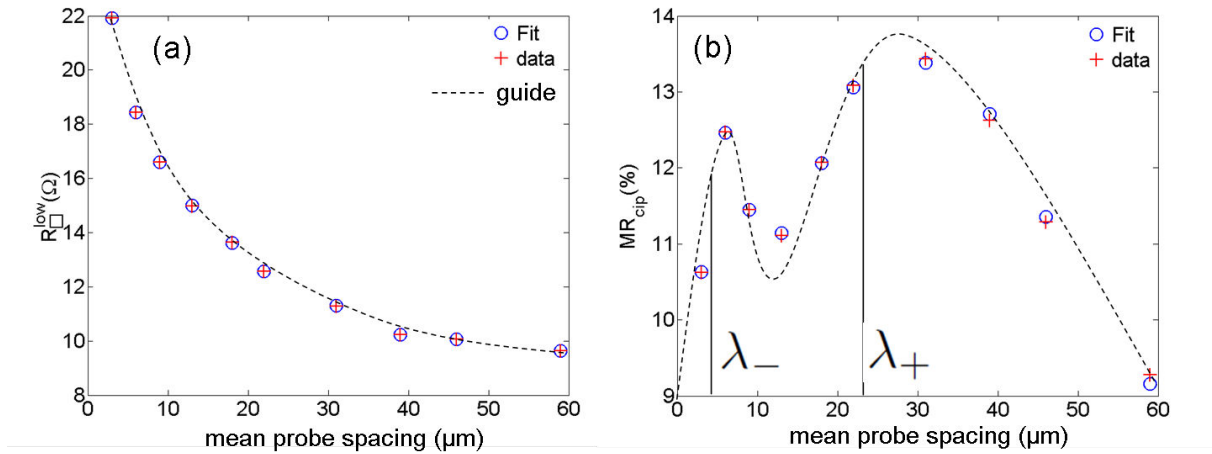 (a)
Fit
data
guide
22
20
18
16
14
12
10
8
0 10 20 30 40 50 60
R□low(Ω)
mean probe spacing (μm)
(b)
Fit
data
14
13
12
11
10
9
0 10 20 30 40 50 60
MRcip(%)
λ−
λ+
mean probe spacing (μm)